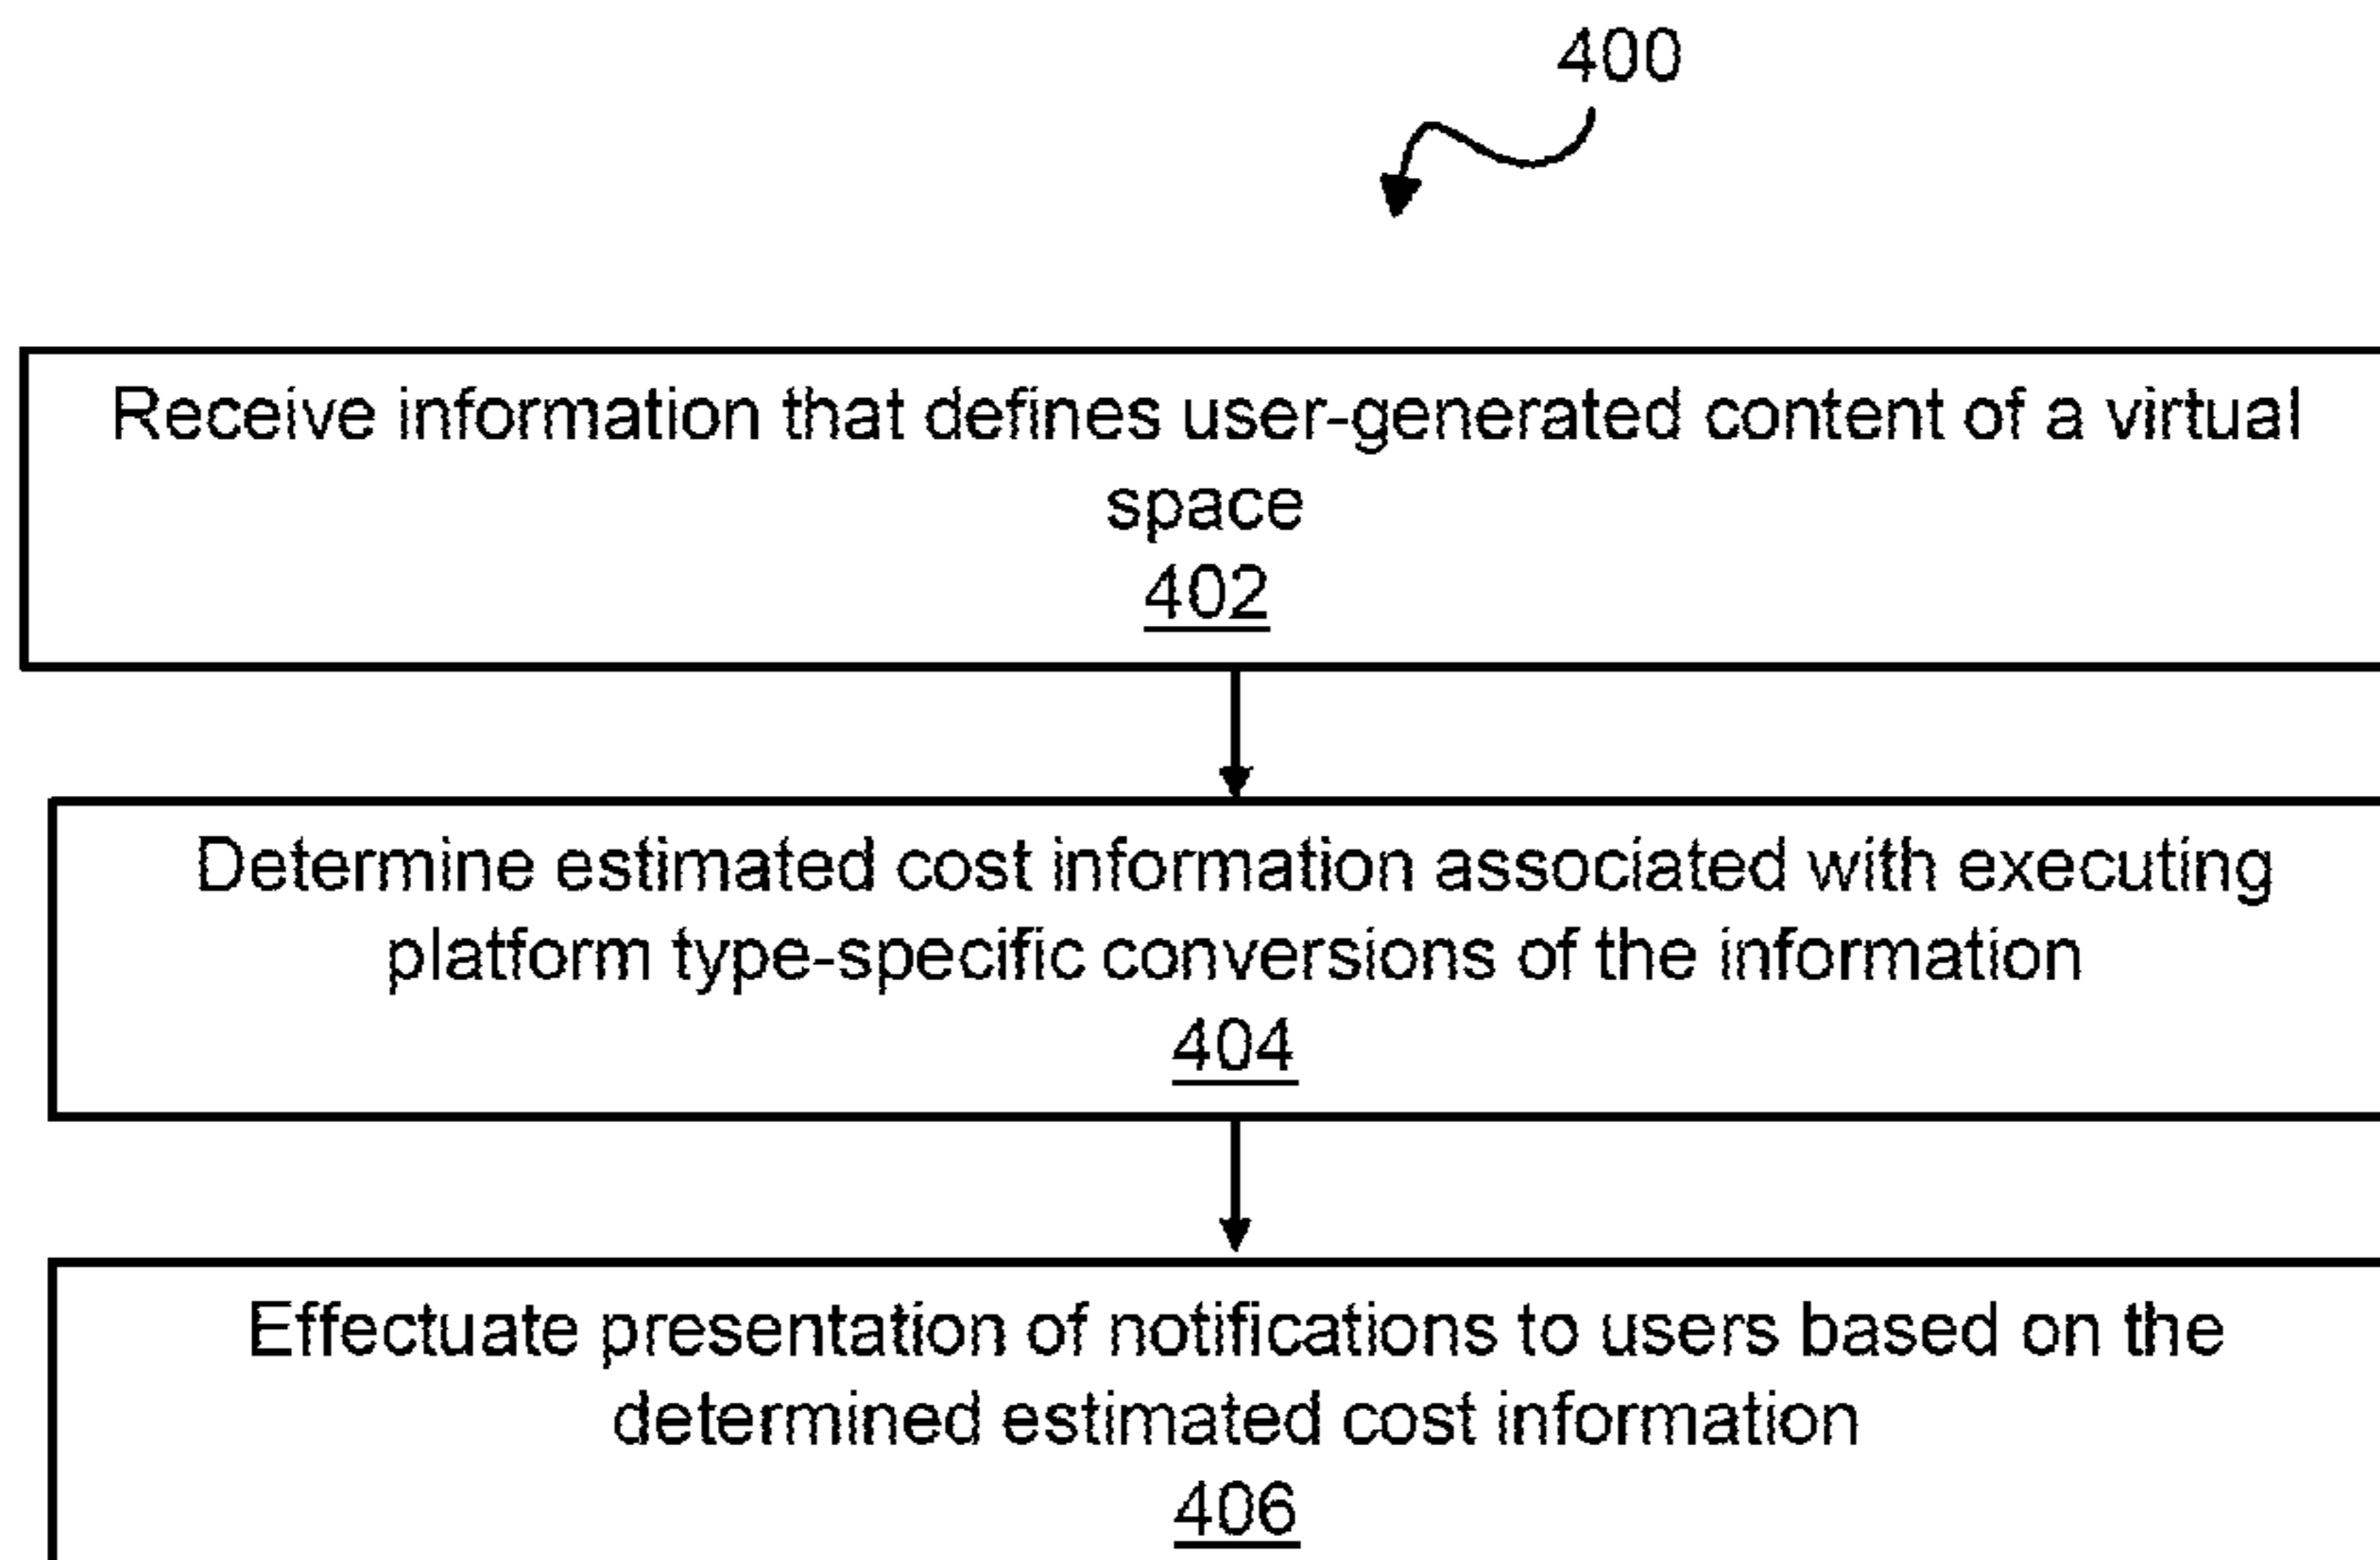 400
Receive information that defines user-generated content of a virtual
space
402
Determine estimated cost information associated with executing
platform type-specific conversions of the information
404
Effectuate presentation of notifications to users based on the
determined estimated cost information
406